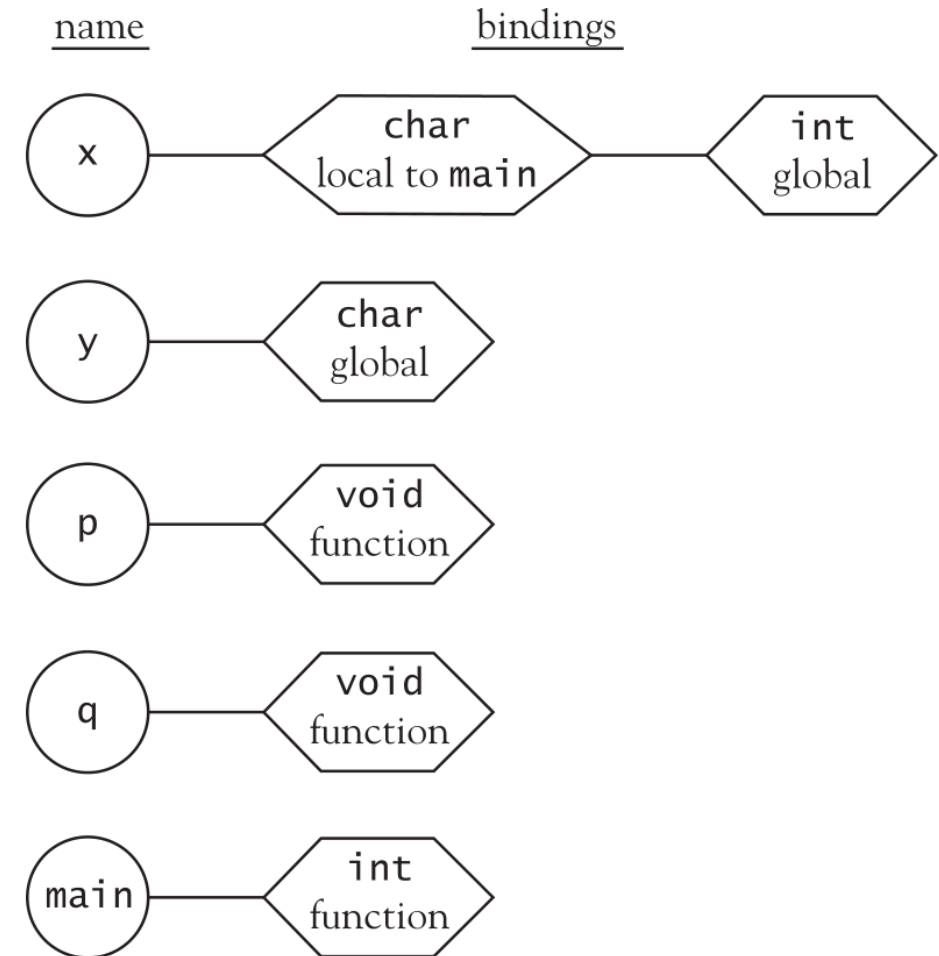 name bindings
x char int
local to main global
y char
global
p void
function
q void
function
main int
function